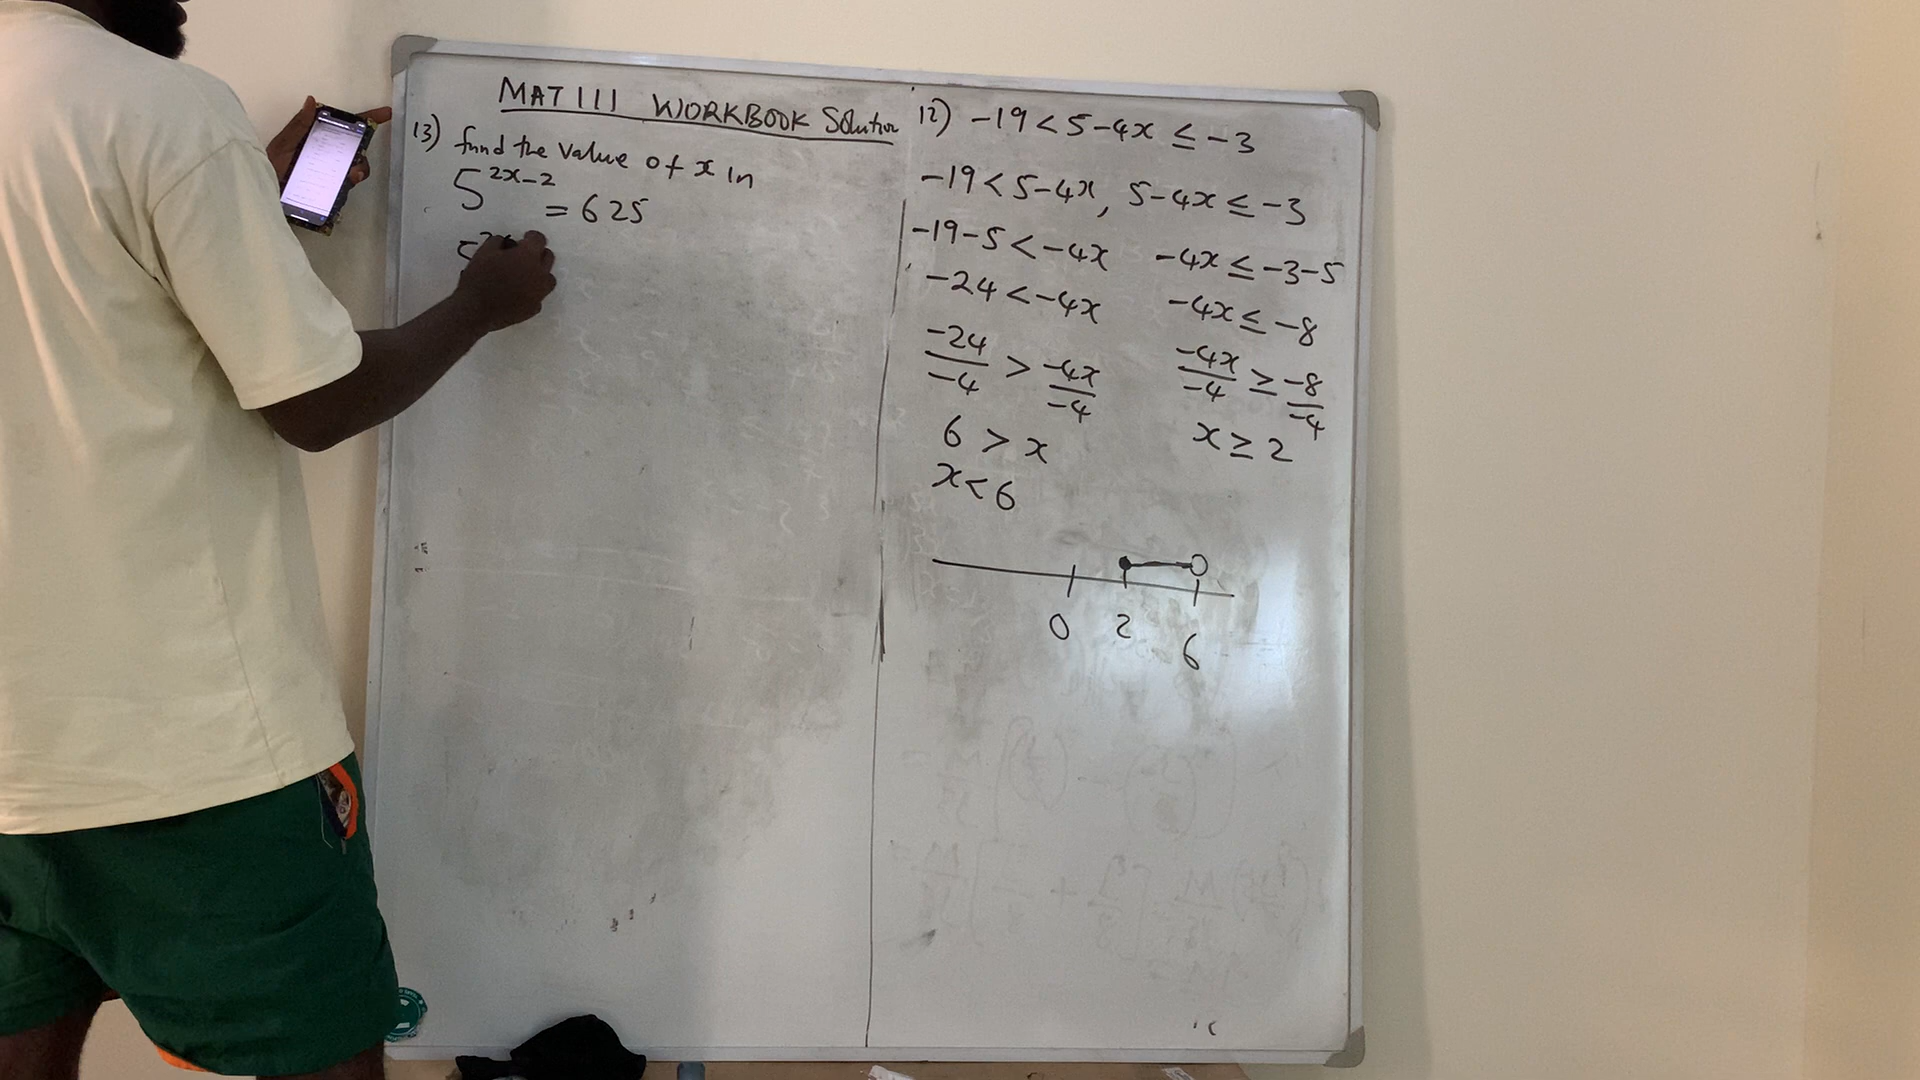 MAT 111 WORKBOOK Solution
13) find the value of x in
5^{2x-2} = 625
5
12) -19 < 5-4x ≤ -3
-19 < 5-4x, 5-4x ≤ -3
-19-5 < -4x -4x ≤ -3-5
-24 < -4x -4x ≤ -8
-24/-4 > -4x/-4 -4x/-4 ≥ -8/-4
6 > x x ≥ 2
x < 6
0 2 6